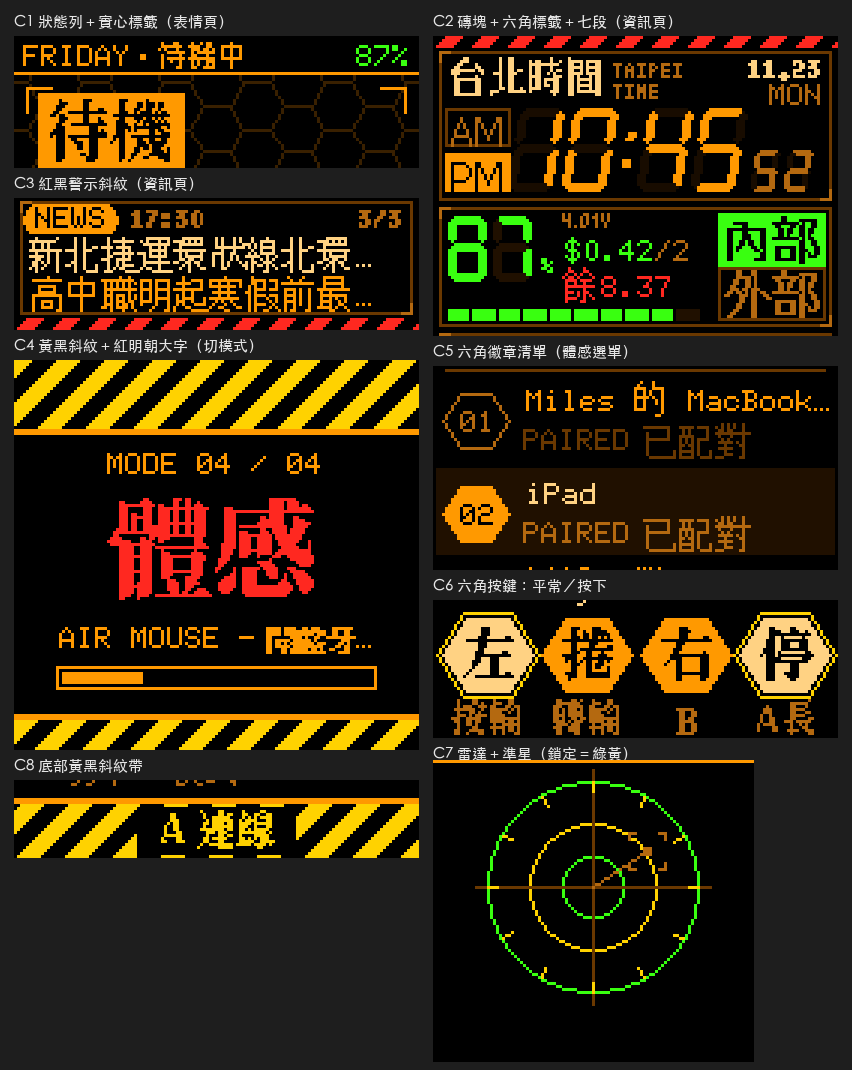 C1 狀態列＋實心標籤（表情頁）
FRIDAY・待機中 87%
待機
C2 磚塊＋六角標籤＋七段（資訊頁）
台北時間 TAIPEI TIME 11.23 MON
AM
PM
10:45 52
87% 4.01V
$0.42/2
餘8.37
內部
外部
C3 紅黑警示斜紋（資訊頁）
NEWS 17:30 3/3
新北捷運環狀線北環…
高中職明起寒假前最…
C4 黃黑斜紋＋紅明朝大字（切模式）
MODE 04 / 04
體感
AIR MOUSE -
C5 六角徽章清單（體感選單）
01 Miles 的 MacBook…
PAIRED 已配對
02 iPad
PAIRED 已配對
C6 六角按鍵：平常／按下
左 捲 右 停
按輪 轉輪 B A長
C7 雷達＋準星（鎖定＝綠黃）
C8 底部黃黑斜紋帶
A 連線